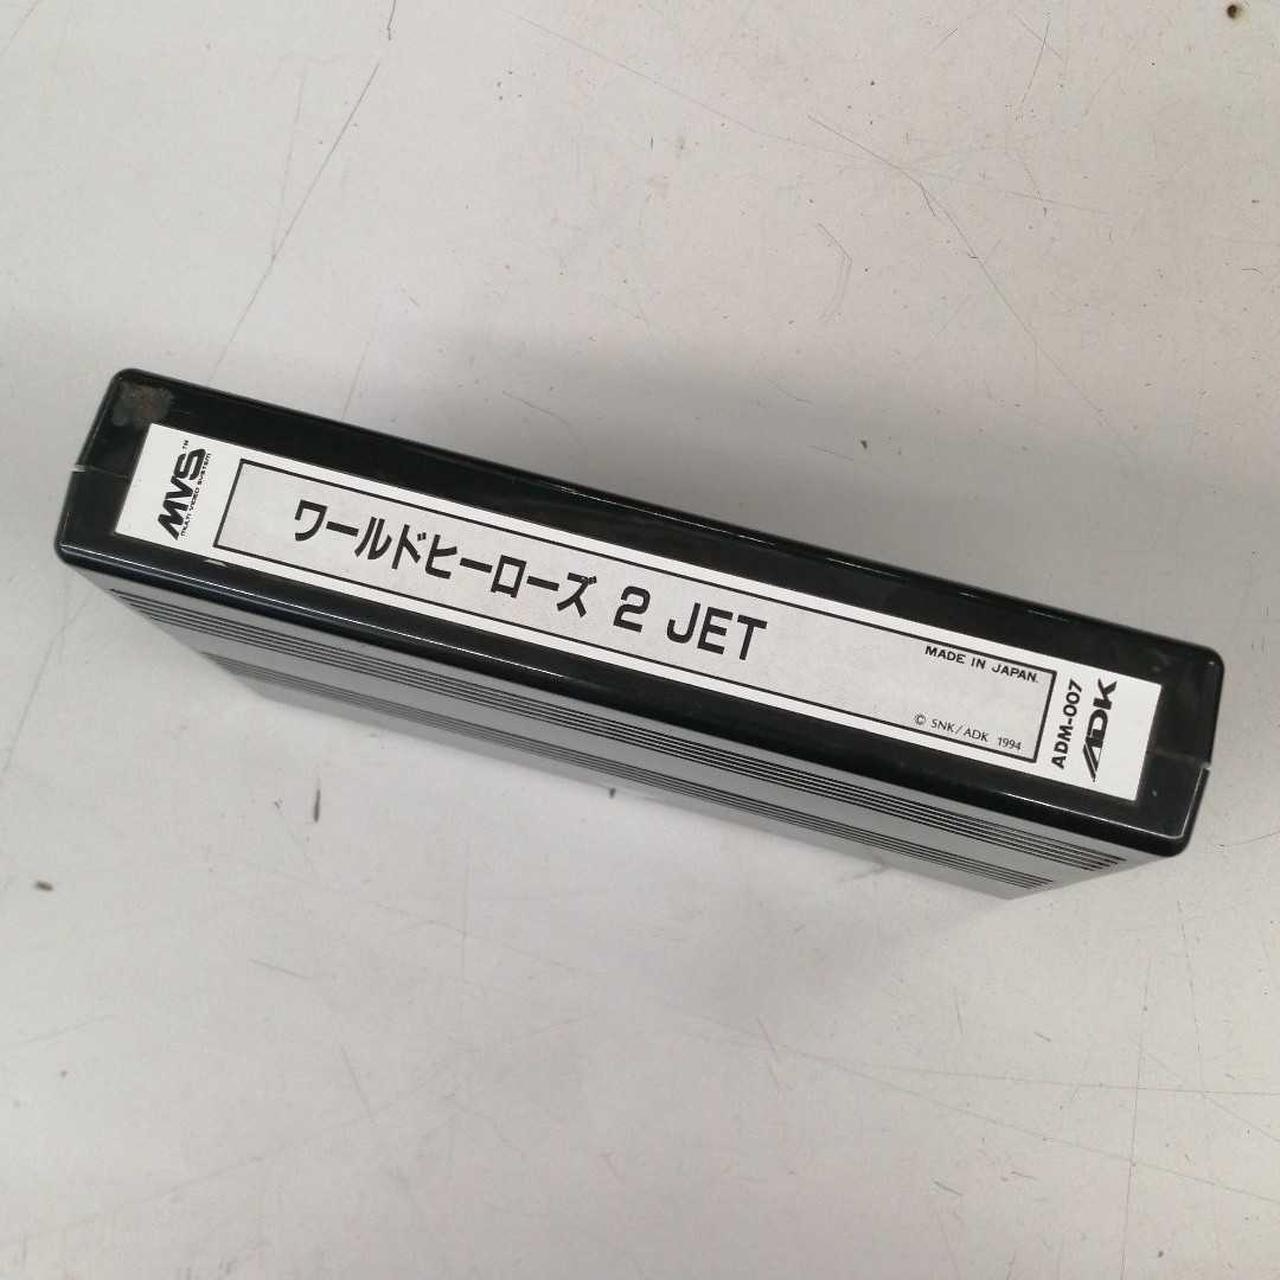 MVS™
MULTI VIDEO SYSTEM
ワールドヒーローズ 2 JET
MADE IN JAPAN.
© SNK/ADK 1994
ADM-007
ADK